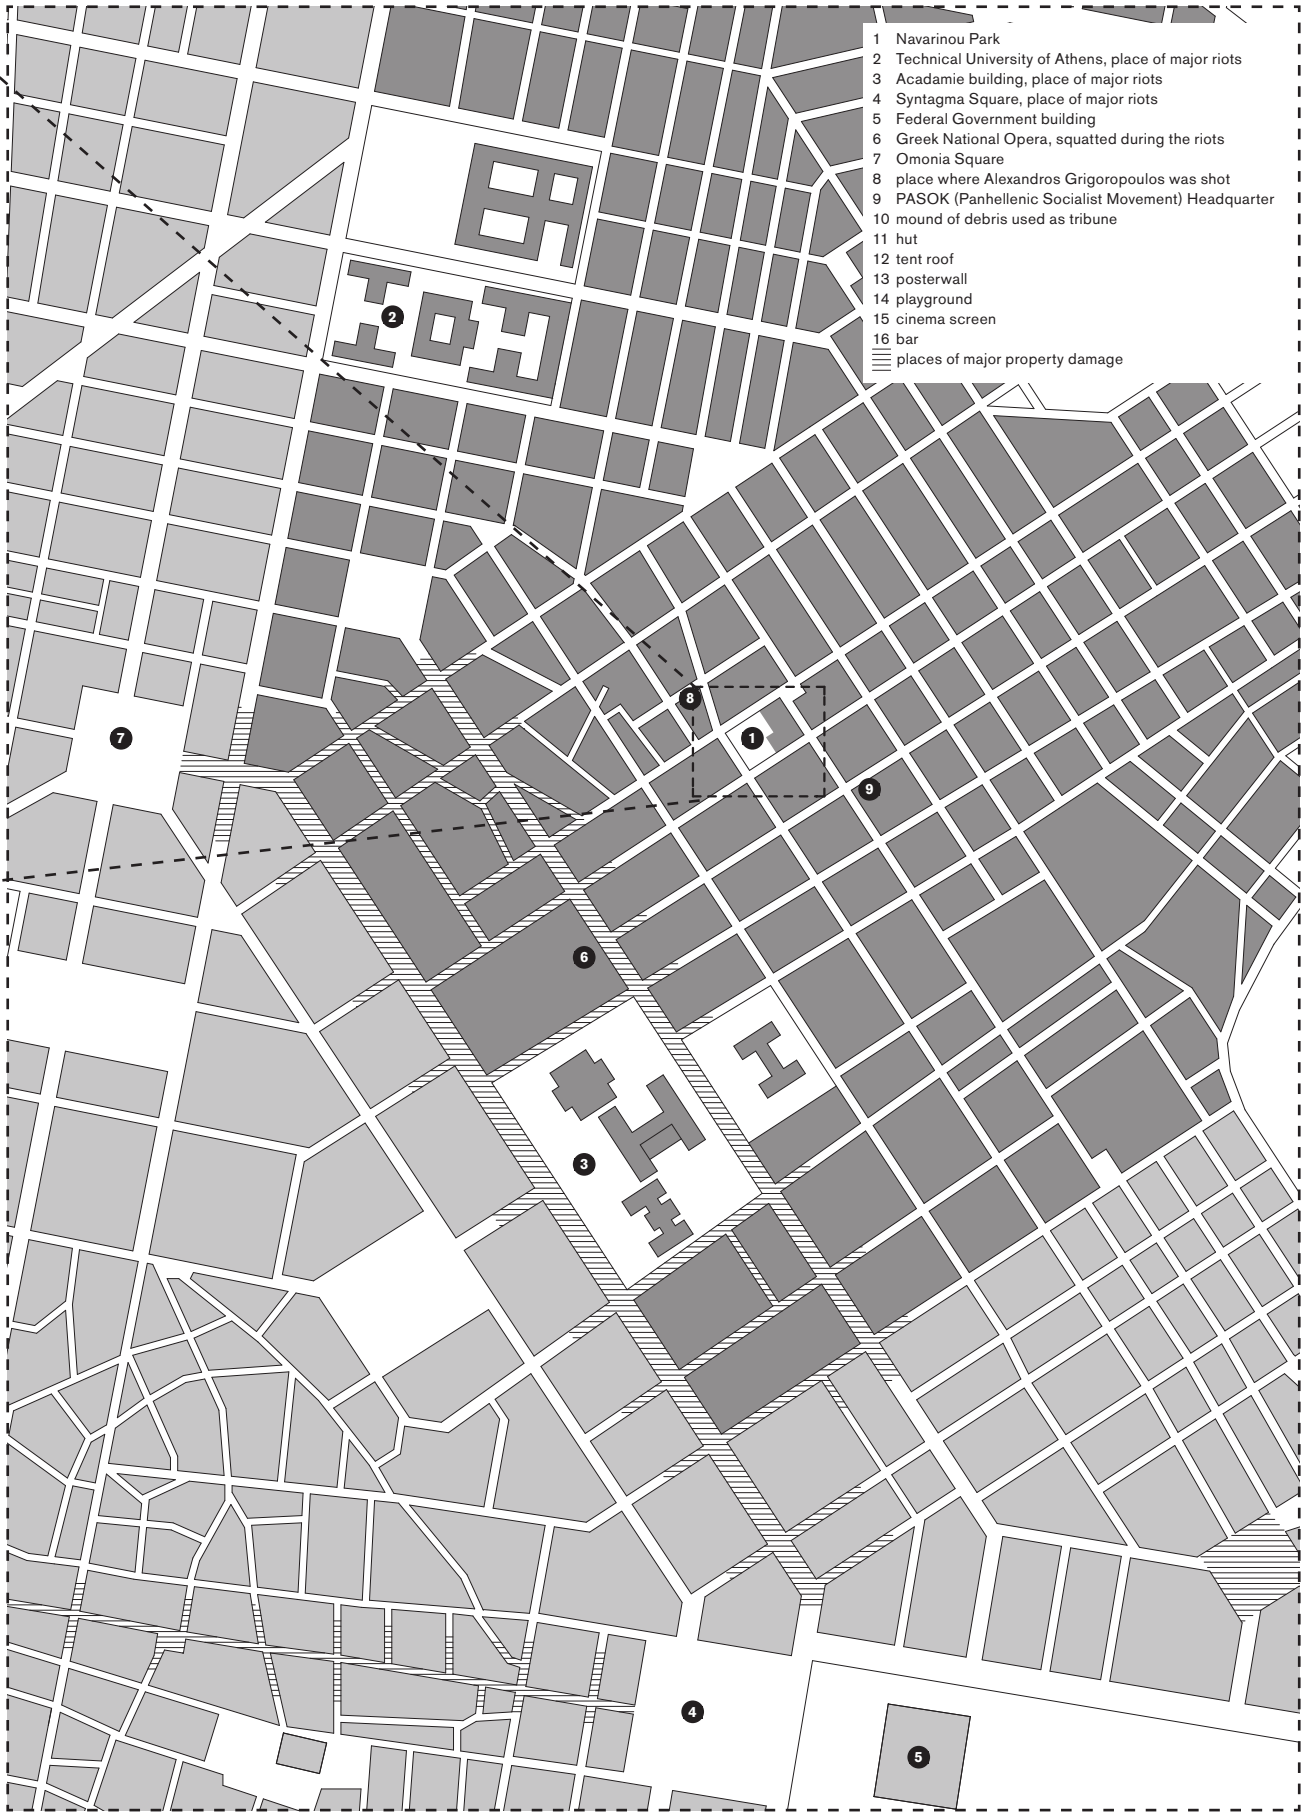 1 Navarinou Park
2 Technical University of Athens, place of major riots
3 Acadamie building, place of major riots
4 Syntagma Square, place of major riots
5 Federal Government building
6 Greek National Opera, squatted during the riots
7 Omonia Square
8 place where Alexandros Grigoropoulos was shot
9 PASOK (Panhellenic Socialist Movement) Headquarter
10 mound of debris used as tribune
11 hut
12 tent roof
13 posterwall
14 playground
15 cinema screen
16 bar
places of major property damage
2
8
1
7
9
6
3
4
5